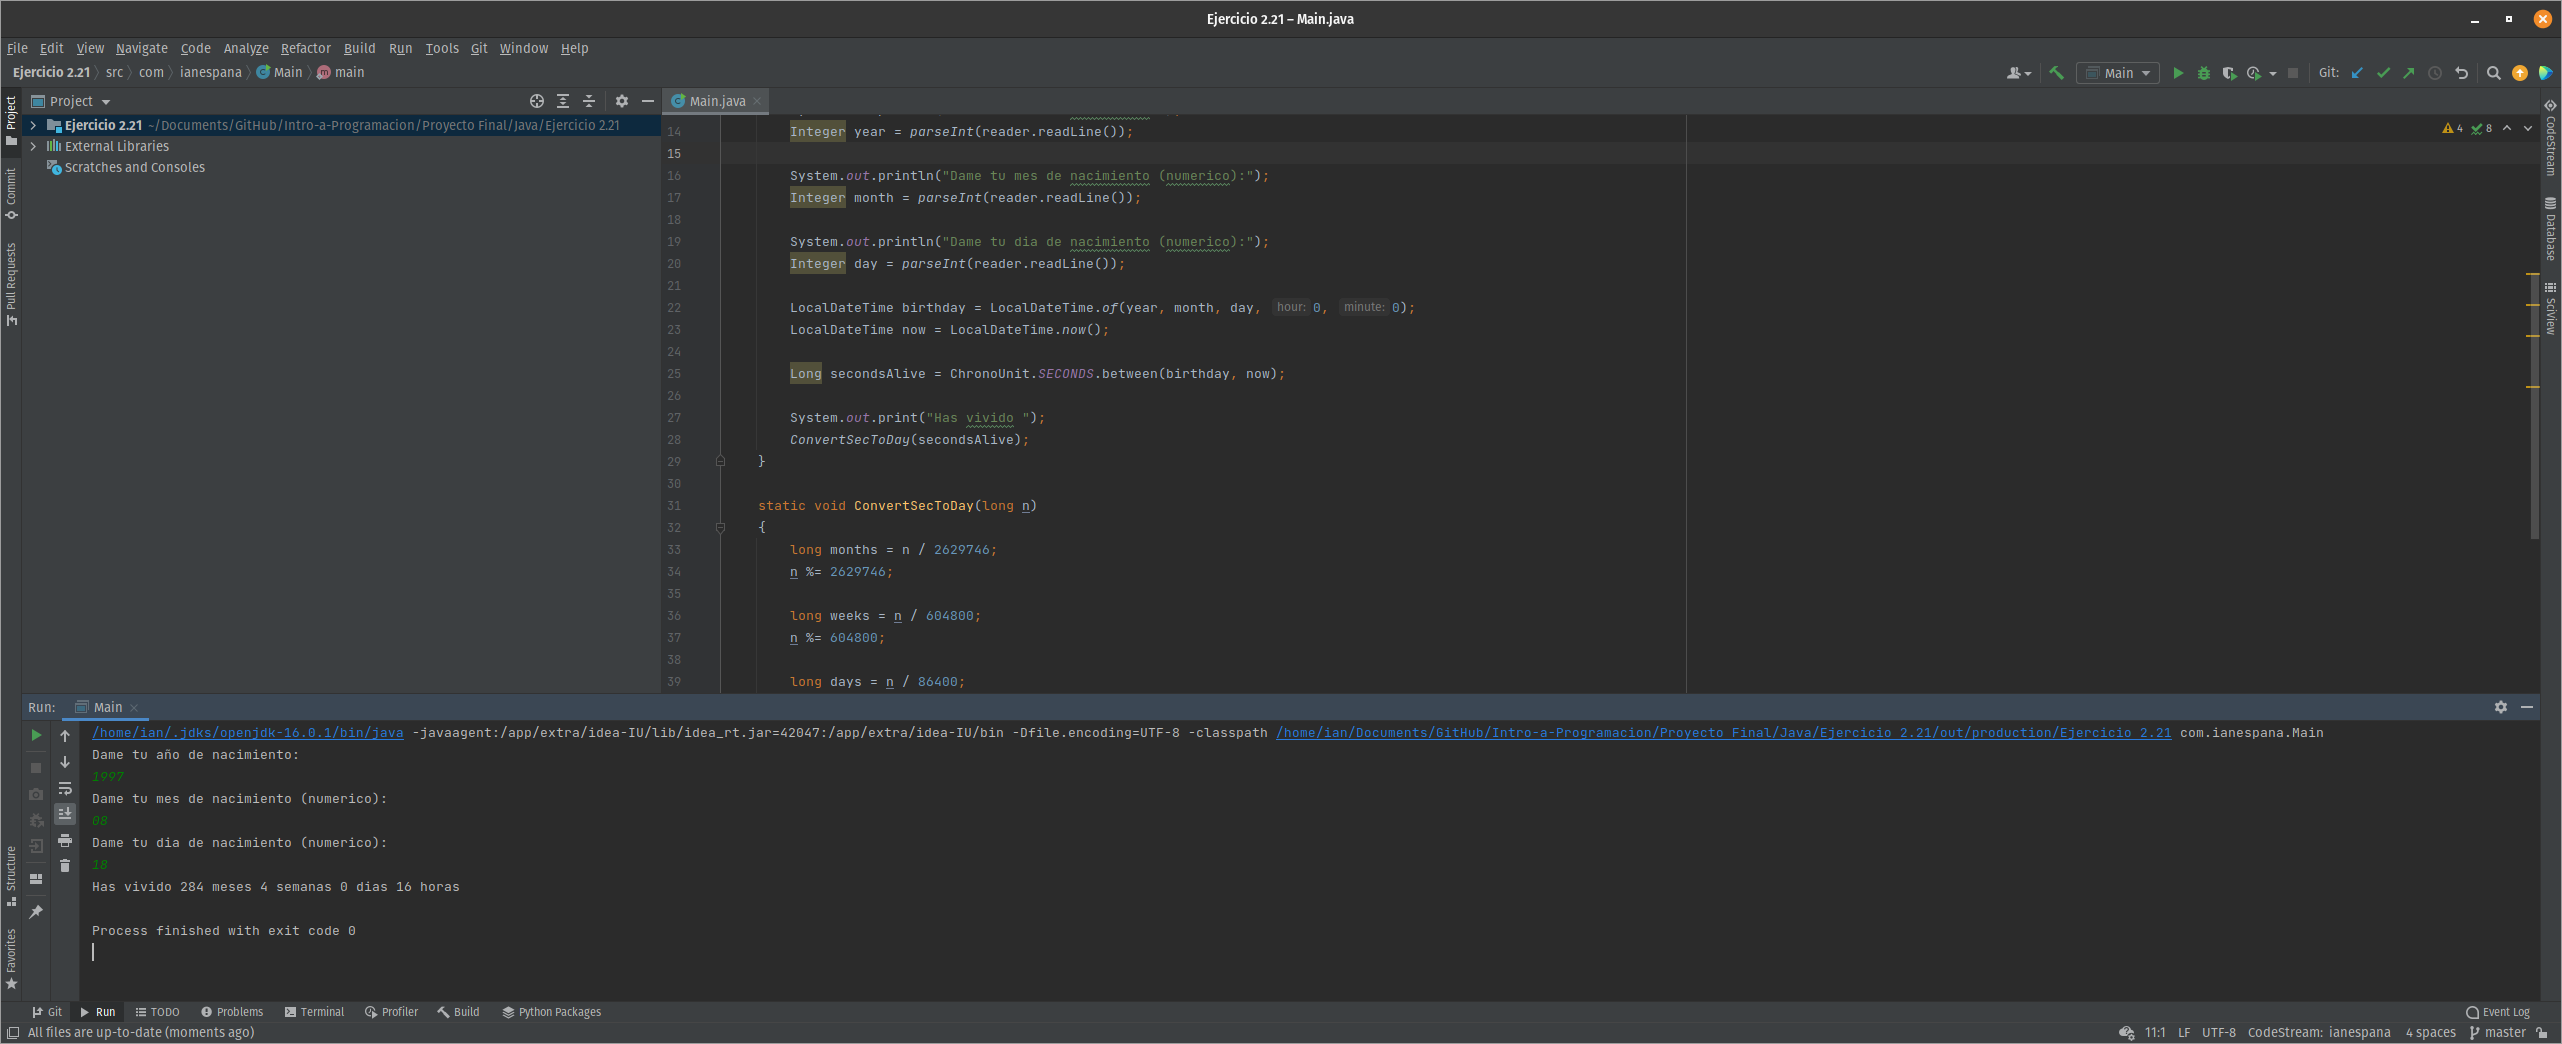 Ejercicio 2.21 – Main.java
File Edit View Navigate Code Analyze Refactor Build Run Tools Git Window Help
Ejercicio 2.21 src com ianespana Main main
Main Git:
Project
Main.java
Ejercicio 2.21 ~/Documents/GitHub/Intro-a-Programacion/Proyecto Final/Java/Ejercicio 2.21
External Libraries
Scratches and Consoles
Project
Commit
Pull Requests
Structure
Favorites
14 Integer year = parseInt(reader.readLine());
15
16 System.out.println("Dame tu mes de nacimiento (numerico):");
17 Integer month = parseInt(reader.readLine());
18
19 System.out.println("Dame tu dia de nacimiento (numerico):");
20 Integer day = parseInt(reader.readLine());
21
22 LocalDateTime birthday = LocalDateTime.of(year, month, day, hour: 0, minute: 0);
23 LocalDateTime now = LocalDateTime.now();
24
25 Long secondsAlive = ChronoUnit.SECONDS.between(birthday, now);
26
27 System.out.print("Has vivido ");
28 ConvertSecToDay(secondsAlive);
29 }
30
31 static void ConvertSecToDay(long n)
32 {
33 long months = n / 2629746;
34 n %= 2629746;
35
36 long weeks = n / 604800;
37 n %= 604800;
38
39 long days = n / 86400;
4 8
CodeStream
Database
SciView
Run: Main
/home/ian/.jdks/openjdk-16.0.1/bin/java -javaagent:/app/extra/idea-IU/lib/idea_rt.jar=42047:/app/extra/idea-IU/bin -Dfile.encoding=UTF-8 -classpath /home/ian/Documents/GitHub/Intro-a-Programacion/Proyecto Final/Java/Ejercicio 2.21/out/production/Ejercicio 2.21 com.ianespana.Main
Dame tu año de nacimiento:
1997
Dame tu mes de nacimiento (numerico):
08
Dame tu dia de nacimiento (numerico):
18
Has vivido 284 meses 4 semanas 0 dias 16 horas

Process finished with exit code 0
Git Run TODO Problems Terminal Profiler Build Python Packages Event Log
All files are up-to-date (moments ago) 11:1 LF UTF-8 CodeStream: ianespana 4 spaces master